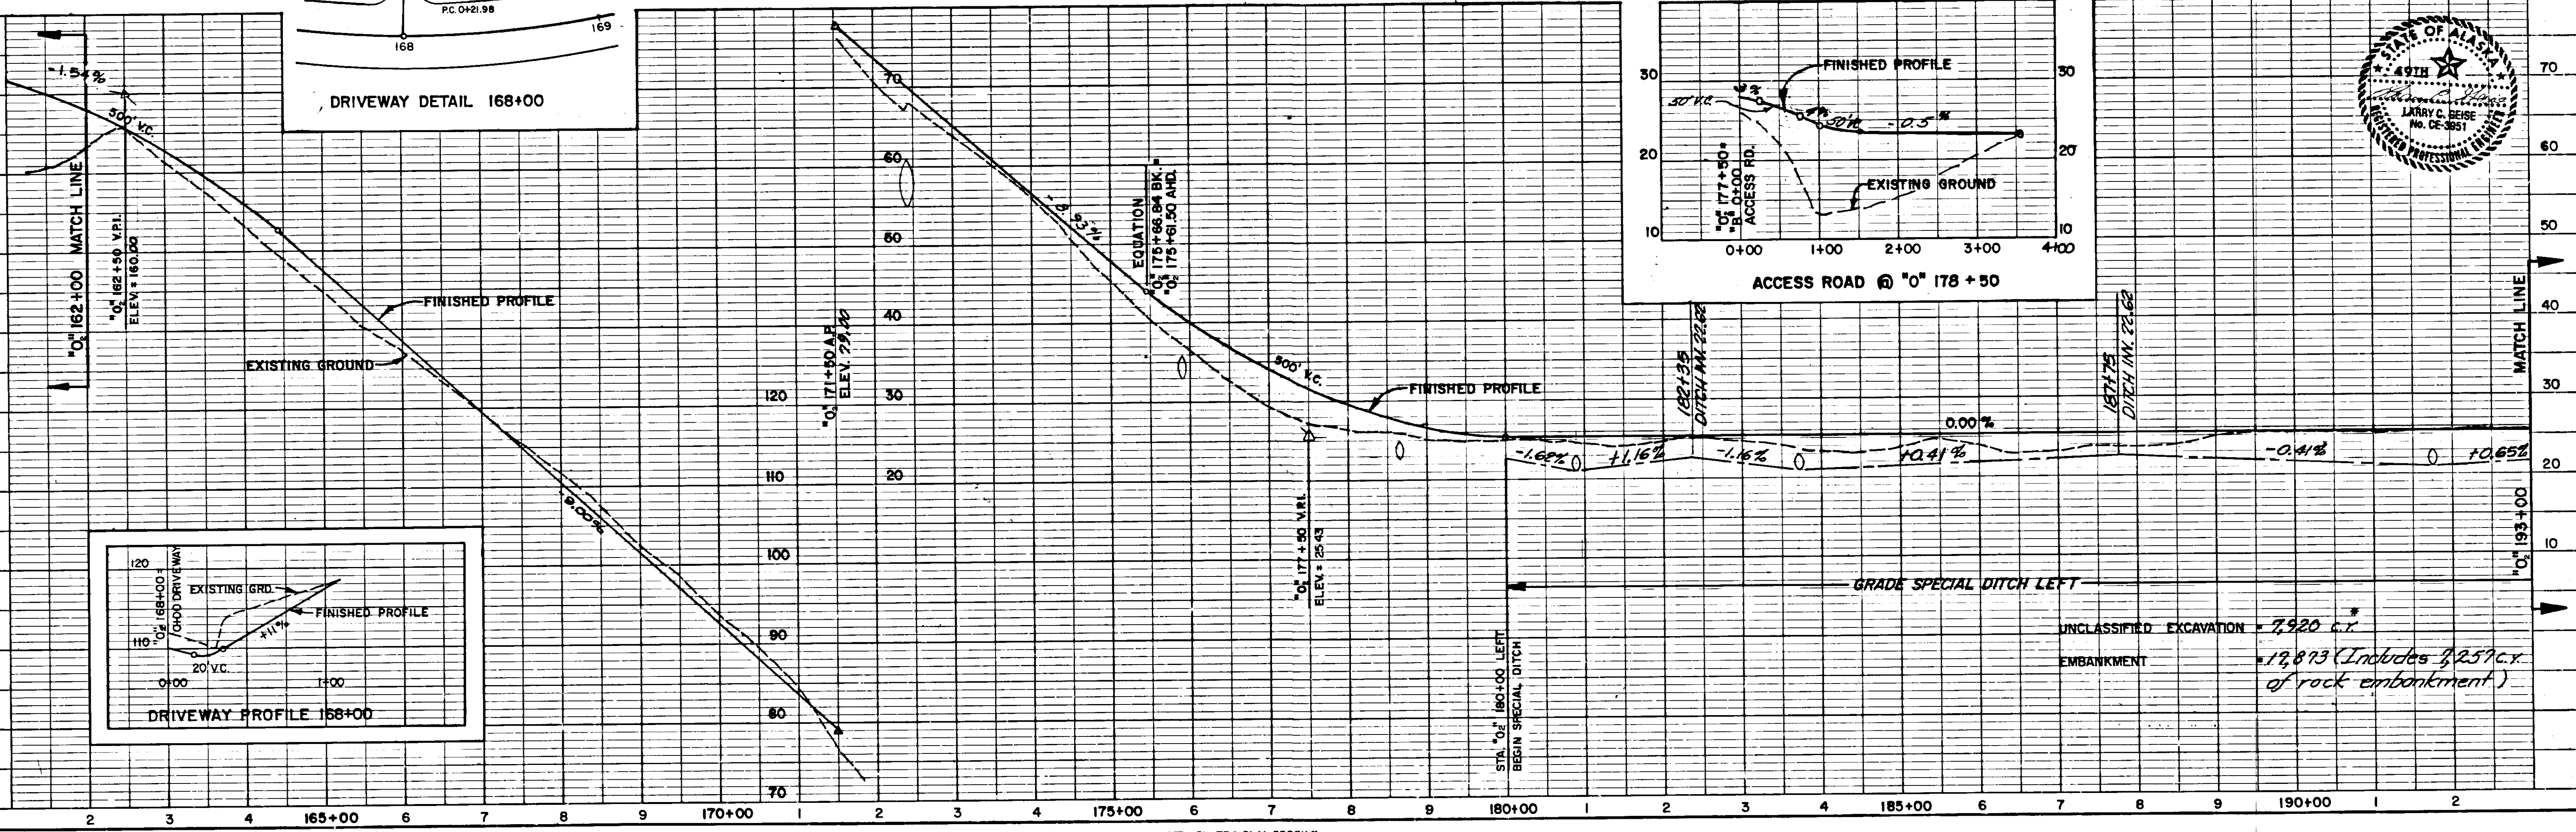 P.C. 0+21.98
168
169
DRIVEWAY DETAIL 168+00
-1.54%
500' V.C.
"O2" 162+00 MATCH LINE
"O2" 162+50 V.P.I.
ELEV. = 160.00
FINISHED PROFILE
EXISTING GROUND
-9.00%
120
110
100
90
80
70
120
110
"O2" 168+00 =
CHOD DRIVEWAY
EXISTING GRD.
FINISHED PROFILE
+11%
20' V.C.
0+00
1+00
DRIVEWAY PROFILE 168+00
70
60
50
40
30
20
"O2" 171+50 A.P.
ELEV. 79.00
EQUATION
"O2" 175+66.84 BK. =
"O2" 175+61.50 AHD.
-8.93%
500' V.C.
FINISHED PROFILE
"O2" 177+50 V.P.I.
ELEV. = 25.43
STA. "O2" 180+00 LEFT
BEGIN SPECIAL DITCH
30
20
10
30
20
10
FINISHED PROFILE
3%
30' V.C.
50' V.C.
-0.5%
"O2" 177+50 =
"B" 0+00
ACCESS RD.
EXISTING GROUND
0+00
1+00
2+00
3+00
4+00
ACCESS ROAD @ "O" 178+50
182+35
DITCH INV. 22.62
187+75
DITCH INV. 22.62
0.00%
-1.68%
+1.16%
-1.16%
+0.41%
-0.41%
+0.65%
GRADE SPECIAL DITCH LEFT
STATE OF ALASKA
49TH
LARRY C. GEISE
No. CE-3951
REGISTERED PROFESSIONAL ENGINEER
MATCH LINE
"O2" 193+00
70
60
50
40
30
20
10
UNCLASSIFIED EXCAVATION = 7,920 C.Y.*
EMBANKMENT = 17,873 (Includes 7,257 C.Y.
of rock embankment)
2 3 4 165+00 6 7 8 9 170+00 1 2 3 4 175+00 6 7 8 9 180+00 1 2 3 4 185+00 6 7 8 9 190+00 1 2